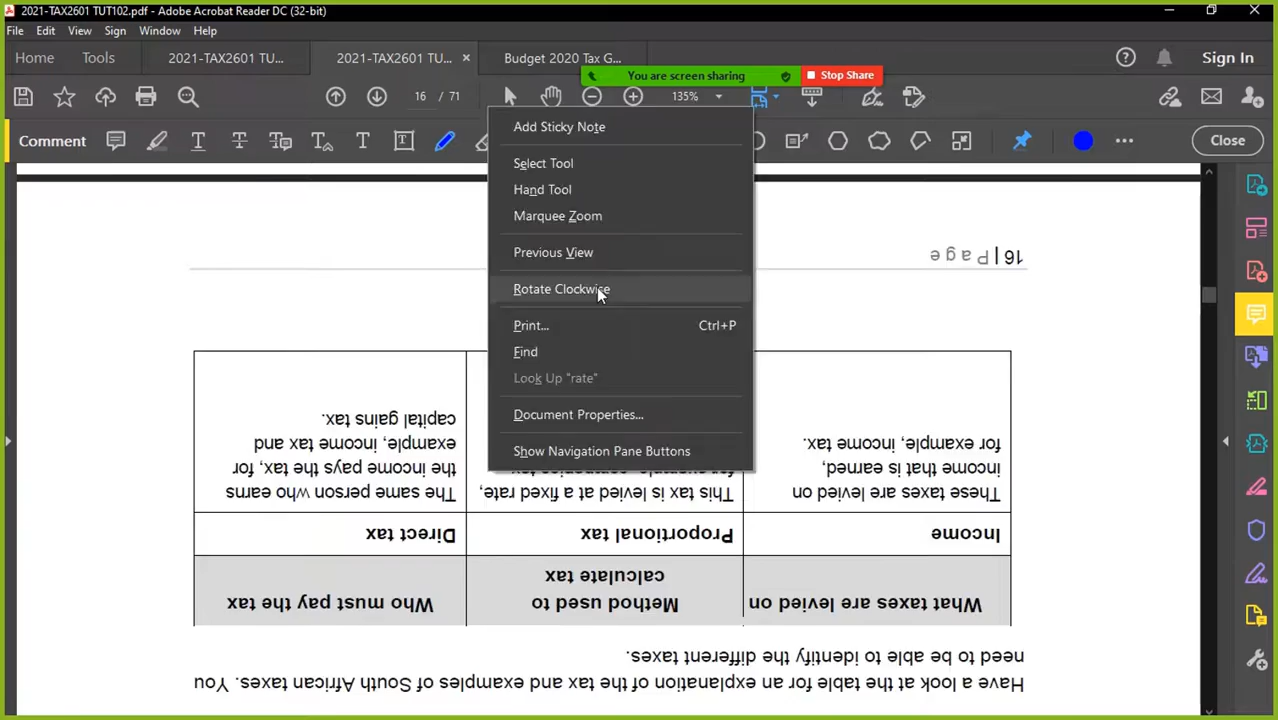 2021-TAX2601 TUT102.pdf - Adobe Acrobat Reader DC (32-bit)
File Edit View Sign Window Help
Home Tools 2021-TAX2601 TU... 2021-TAX2601 TU... × Budget 2020 Tax G... Sign In
You are screen sharing Stop Share
16 / 71 135%
Comment Close
Add Sticky Note
Select Tool
Hand Tool
Marquee Zoom
Previous View
Rotate Clockwise
Print... Ctrl+P
Find
Look Up "rate"
Document Properties...
Show Navigation Pane Buttons
Have a look at the table for an explanation of the tax and examples of South African taxes. You
need to be able to identify the different taxes.
What taxes are levied on
Method used to
calculate tax
Who must pay the tax
Income
Proportional tax
Direct tax
These taxes are levied on
income that is earned,
for example, income tax.
This tax is levied at a fixed rate,
The same person who earns
the income pays the tax, for
example, income tax and
capital gains tax.
16 | P a g e